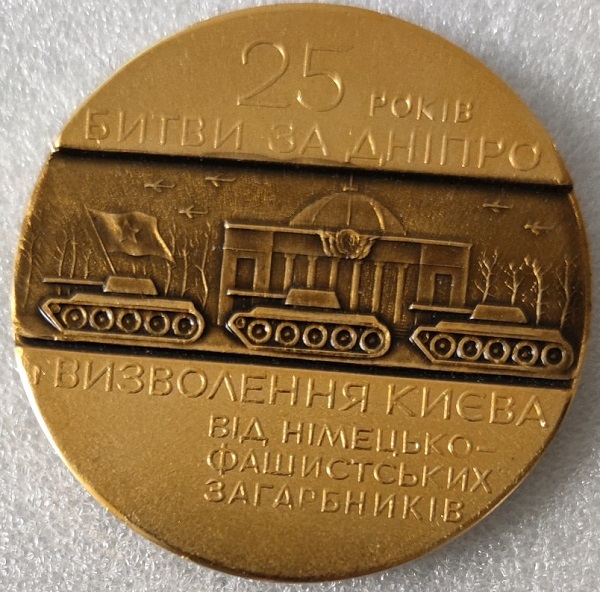 25 РОКІВ
БИТВИ ЗА ДНІПРО
ВИЗВОЛЕННЯ КИЄВА
ВІД НІМЕЦЬКО-
ФАШИСТСЬКИХ
ЗАГАРБНИКІВ